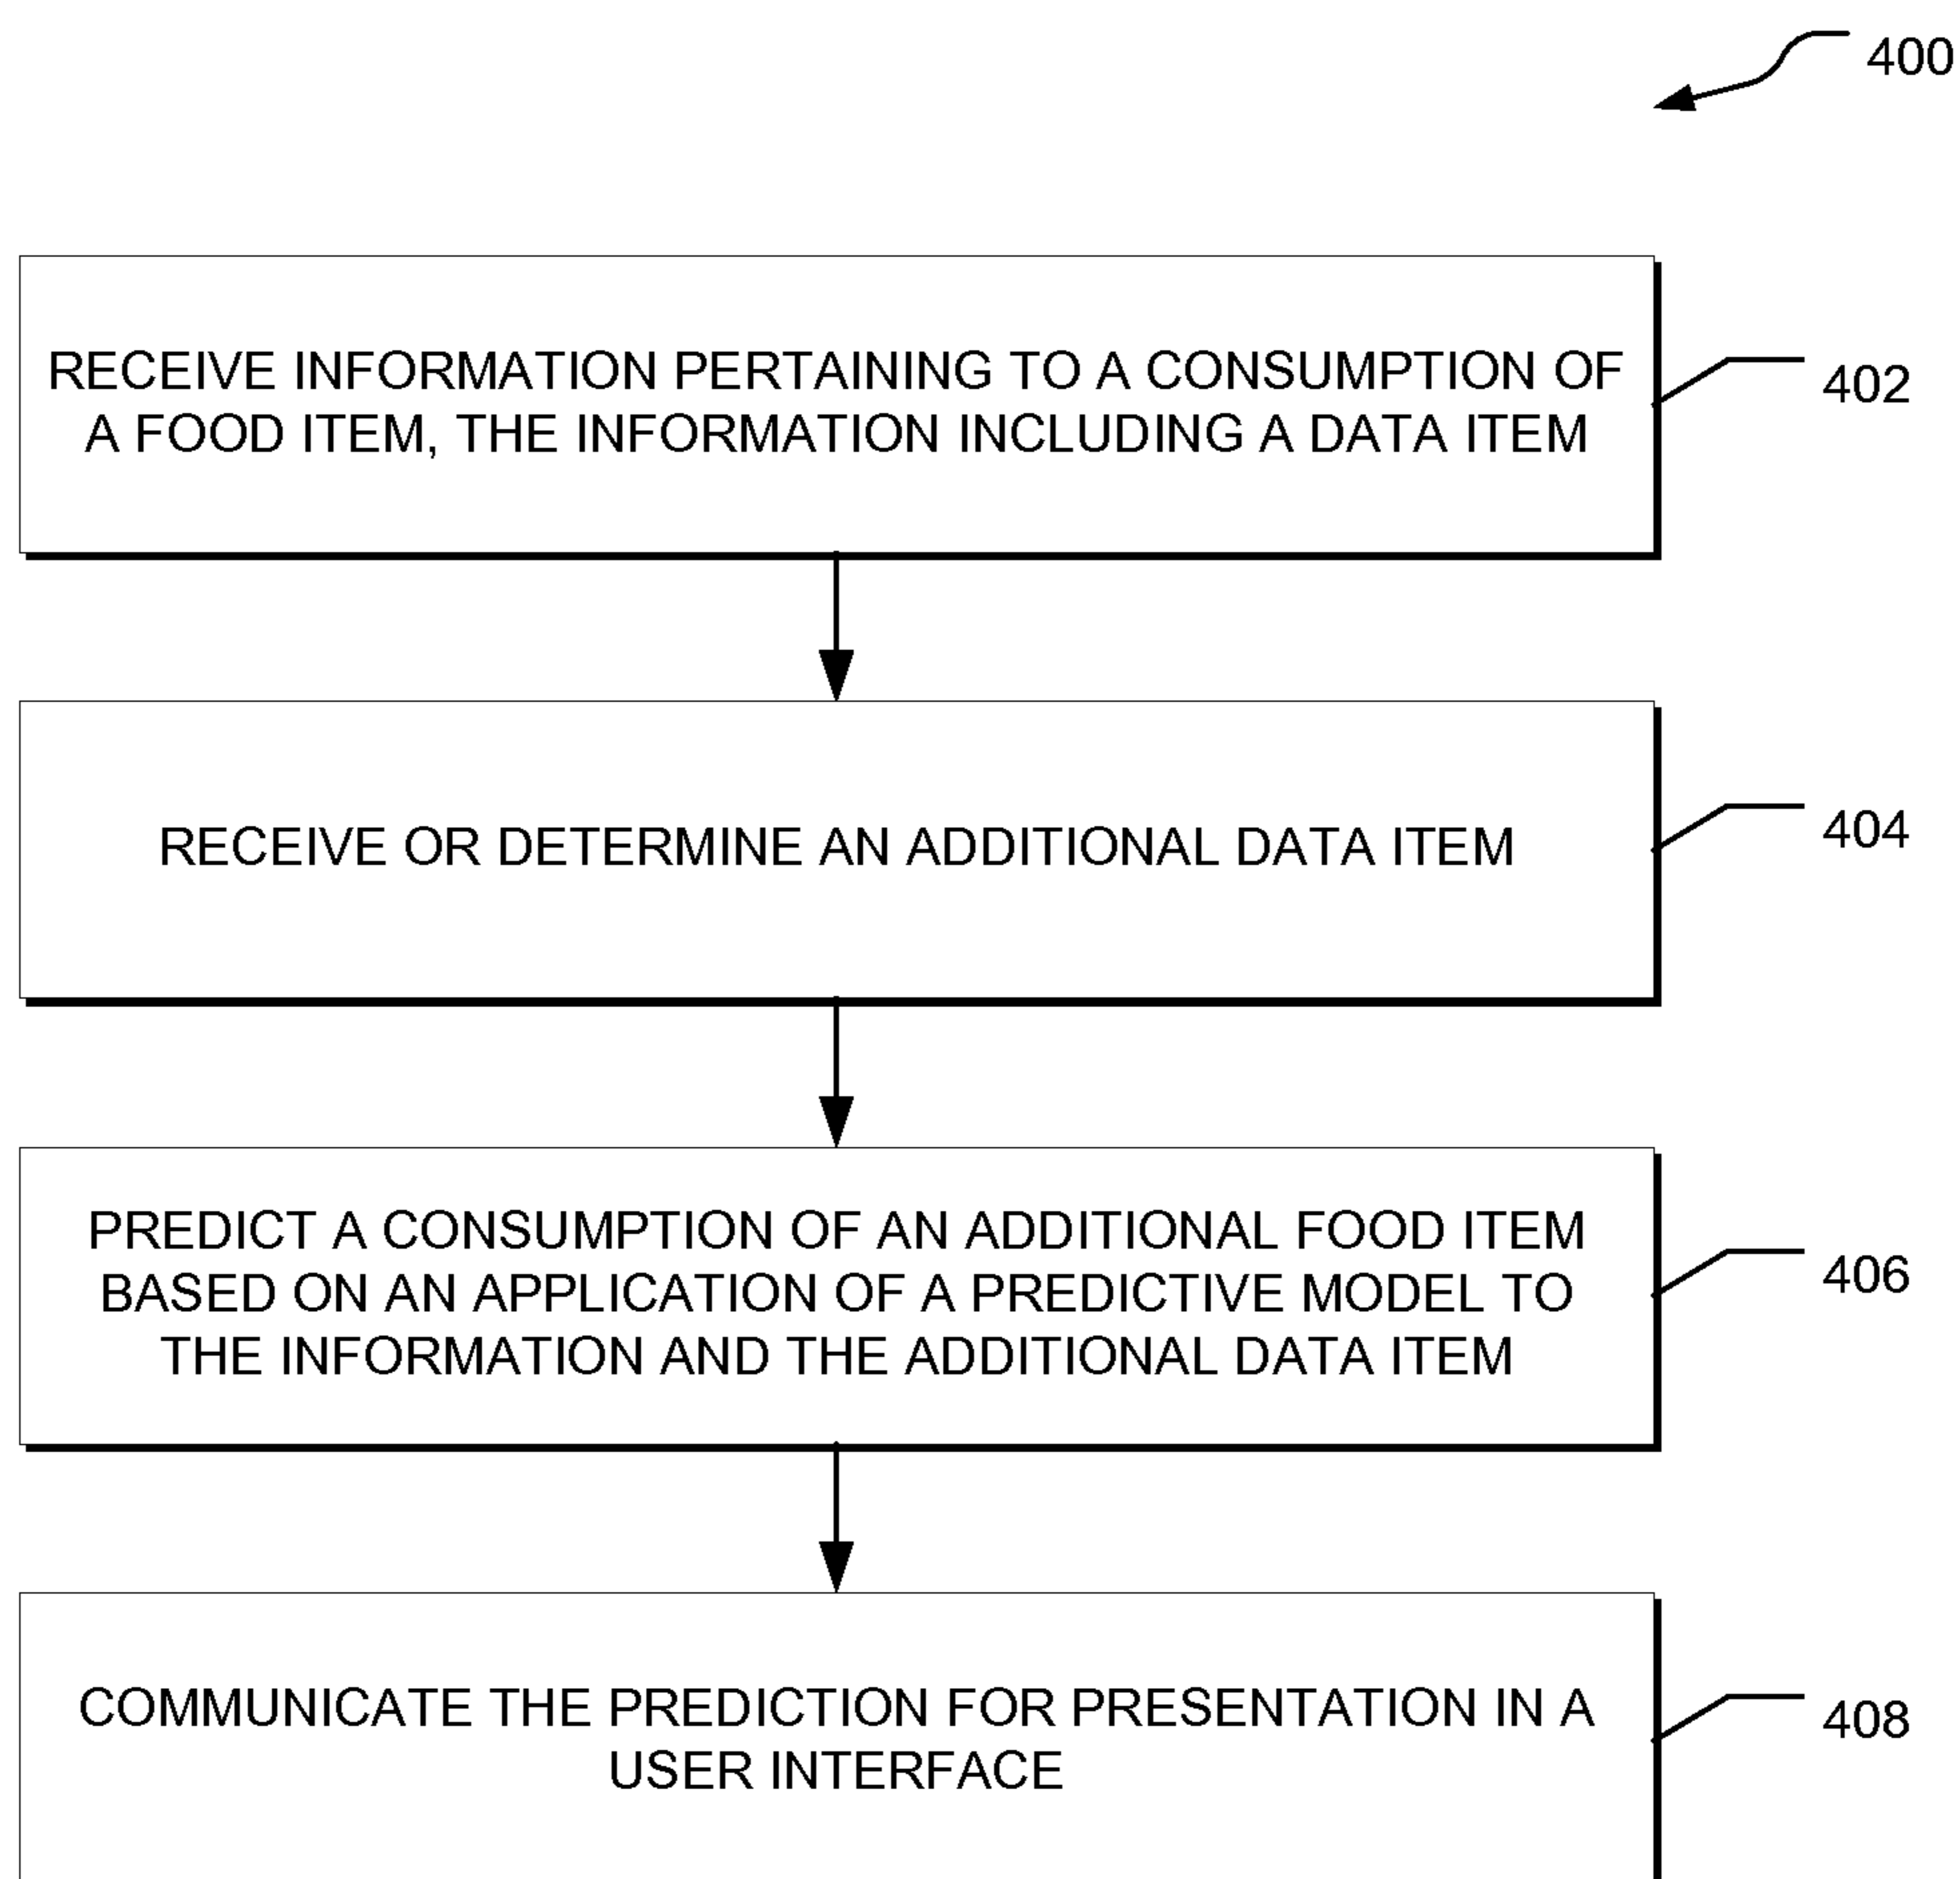 400
RECEIVE INFORMATION PERTAINING TO A CONSUMPTION OF
A FOOD ITEM, THE INFORMATION INCLUDING A DATA ITEM
402
RECEIVE OR DETERMINE AN ADDITIONAL DATA ITEM
404
PREDICT A CONSUMPTION OF AN ADDITIONAL FOOD ITEM
BASED ON AN APPLICATION OF A PREDICTIVE MODEL TO
THE INFORMATION AND THE ADDITIONAL DATA ITEM
406
COMMUNICATE THE PREDICTION FOR PRESENTATION IN A
USER INTERFACE
408